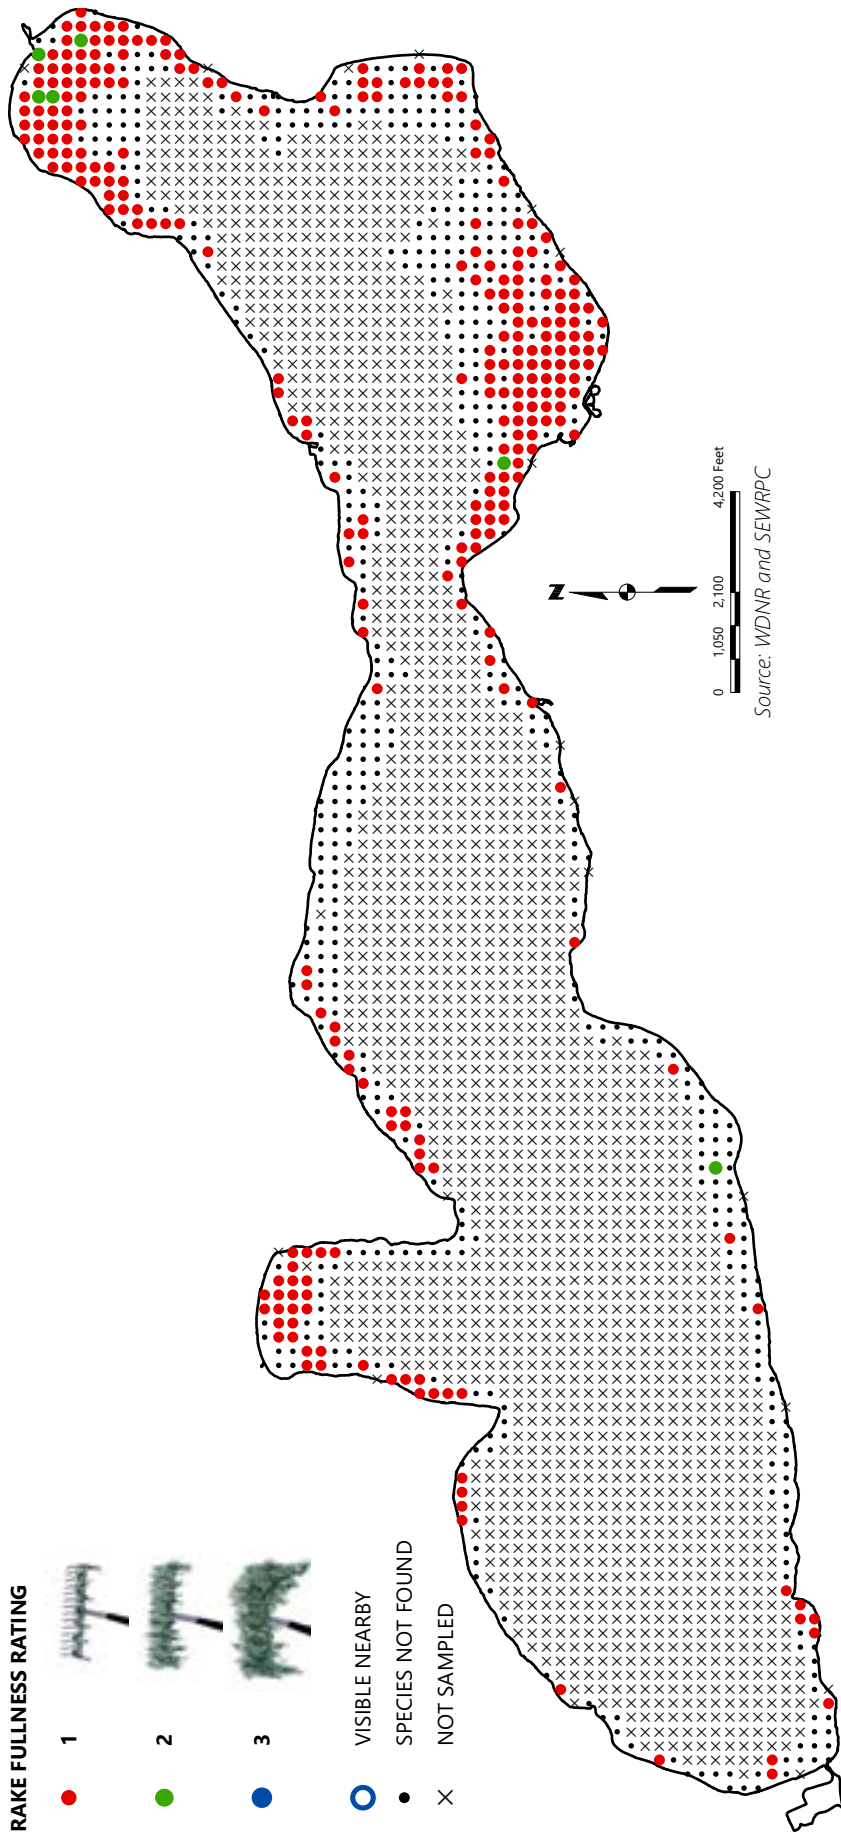 RAKE FULLNESS RATING
1
2
3
VISIBLE NEARBY
SPECIES NOT FOUND
NOT SAMPLED
N
0 1,050 2,100 4,200 Feet
Source: WDNR and SEWRPC